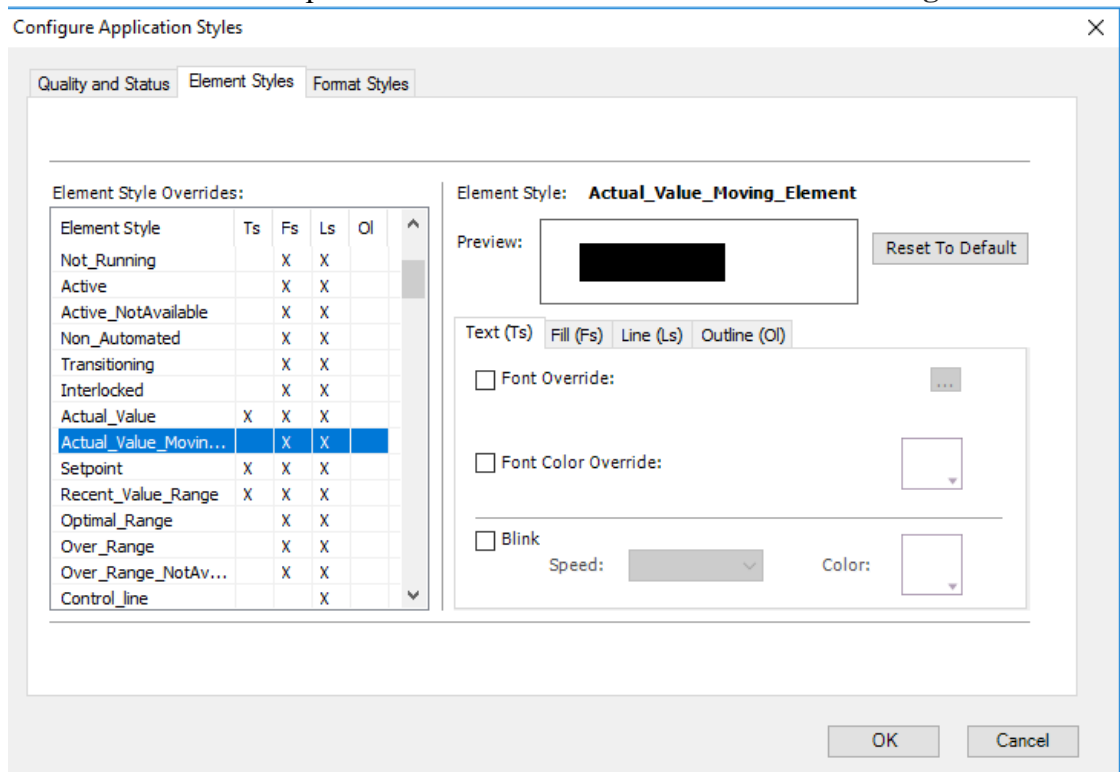 Configure Application Styles
Quality and Status Element Styles Format Styles
Element Style Overrides:
Element Style Ts Fs Ls Ol
Not_Running X X
Active X X
Active_NotAvailable X X
Non_Automated X X
Transitioning X X
Interlocked X X
Actual_Value X X X
Actual_Value_Movin... X X
Setpoint X X X
Recent_Value_Range X X X
Optimal_Range X X
Over_Range X X
Over_Range_NotAv... X X
Control_line X
Element Style: Actual_Value_Moving_Element
Preview:
Reset To Default
Text (Ts) Fill (Fs) Line (Ls) Outline (Ol)
Font Override:
...
Font Color Override:
Blink
Speed: Color:
OK Cancel